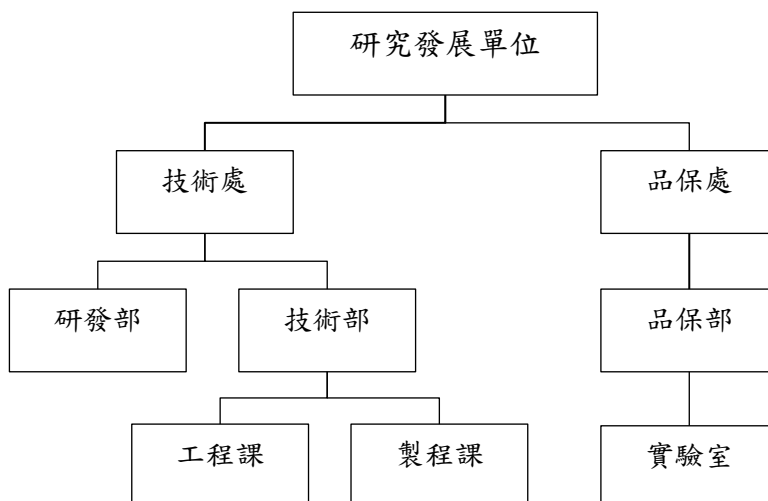 研究發展單位
技術處
品保處
研發部
技術部
品保部
工程課
製程課
實驗室